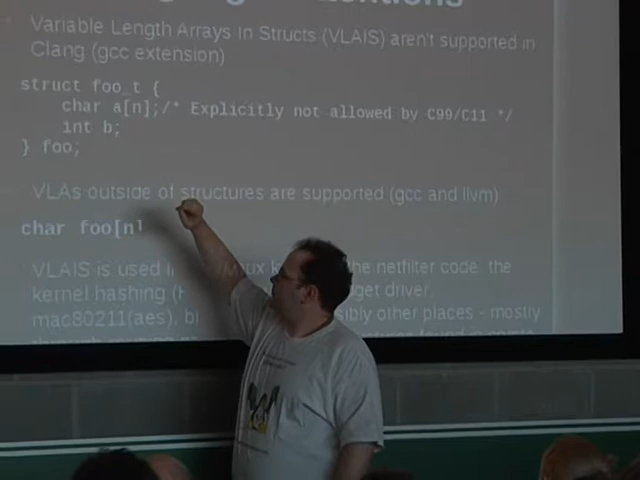 Variable Length Arrays In Structs (VLAIS) aren't supported in
Clang (gcc extension)
struct foo_t {
char a[n];/* Explicitly not allowed by C99/C11 */
int b;
} foo;
VLAs outside of structures are supported (gcc and llvm)
char foo[n]
VLAIS is used the netfilter code, the
kernel hashing driver,
mac80211(aes), places - mostly